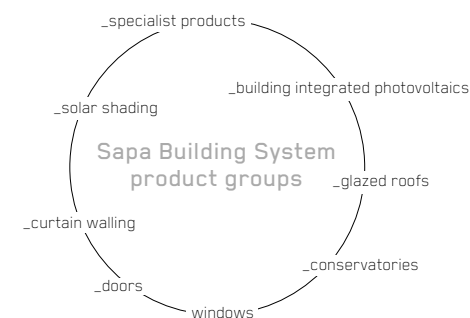 _specialist products
_building integrated photovoltaics
_solar shading
Sapa Building System
product groups
_glazed roofs
_curtain walling
_conservatories
_doors
windows